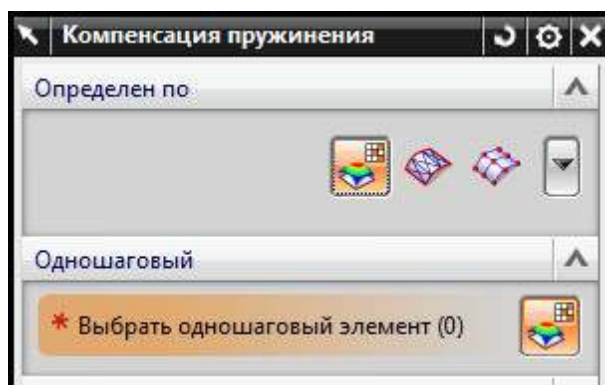 Компенсация пружинения
Определен по
Одношаговый
* Выбрать одношаговый элемент (0)